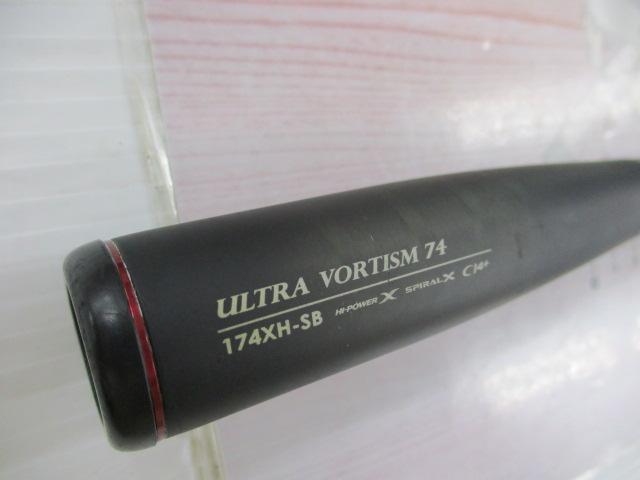 ULTRA VORTISM 74
174XH-SB HI-POWER X SPIRAL X CI4+